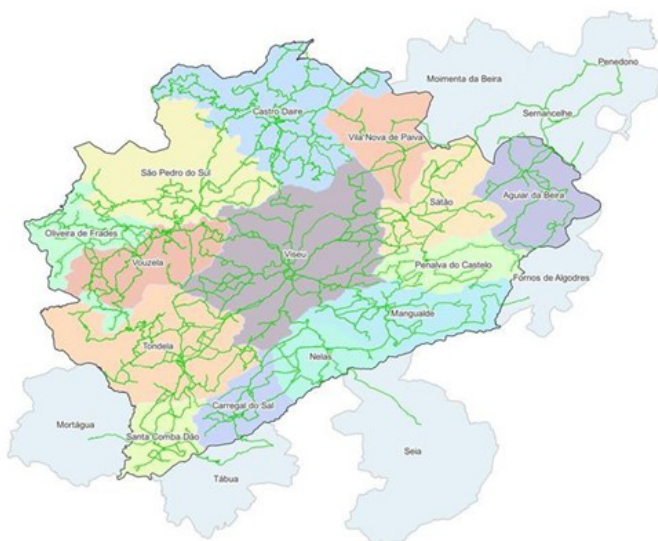 Penedono
Moimenta da Beira
Sernancelhe
Castro Daire
Vila Nova de Paiva
São Pedro do Sul
Aguiar da Beira
Sátão
Oliveira de Frades
Viseu
Vouzela
Penalva do Castelo
Fornos de Algodres
Mangualde
Tondela
Nelas
Carregal do Sal
Mortágua
Santa Comba Dão
Seia
Tábua